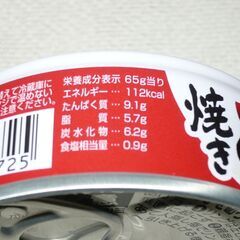 替えて冷蔵庫に
ジで温めない
注意ください。
725
栄養成分表示 65g当り
エネルギー… 112kcal
たんぱく質… 9.1g
脂質… 5.7g
炭水化物… 6.2g
食塩相当量… 0.9g
焼き